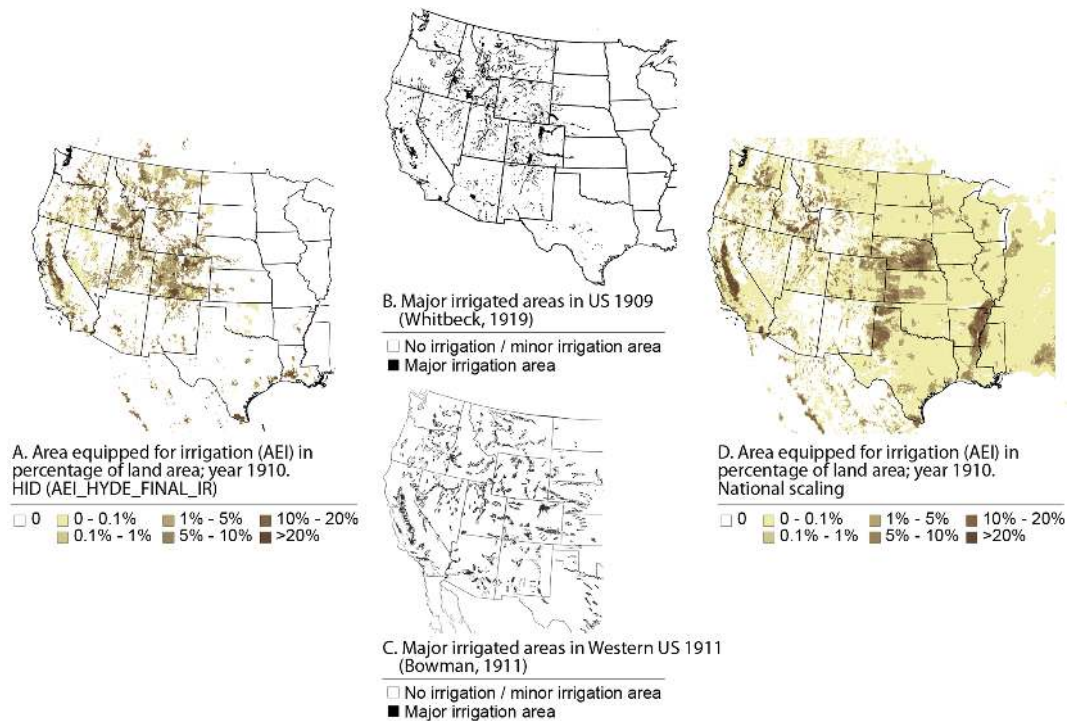 B. Major irrigated areas in US 1909
(Whitbeck, 1919)
No irrigation / minor irrigation area
Major irrigation area
A. Area equipped for irrigation (AEI) in
percentage of land area; year 1910.
HID (AEI_HYDE_FINAL_IR)
0 0 - 0.1% 1% - 5% 10% - 20%
0.1% - 1% 5% - 10% >20%
C. Major irrigated areas in Western US 1911
(Bowman, 1911)
No irrigation / minor irrigation area
Major irrigation area
D. Area equipped for irrigation (AEI) in
percentage of land area; year 1910.
National scaling
0 0 - 0.1% 1% - 5% 10% - 20%
0.1% - 1% 5% - 10% >20%